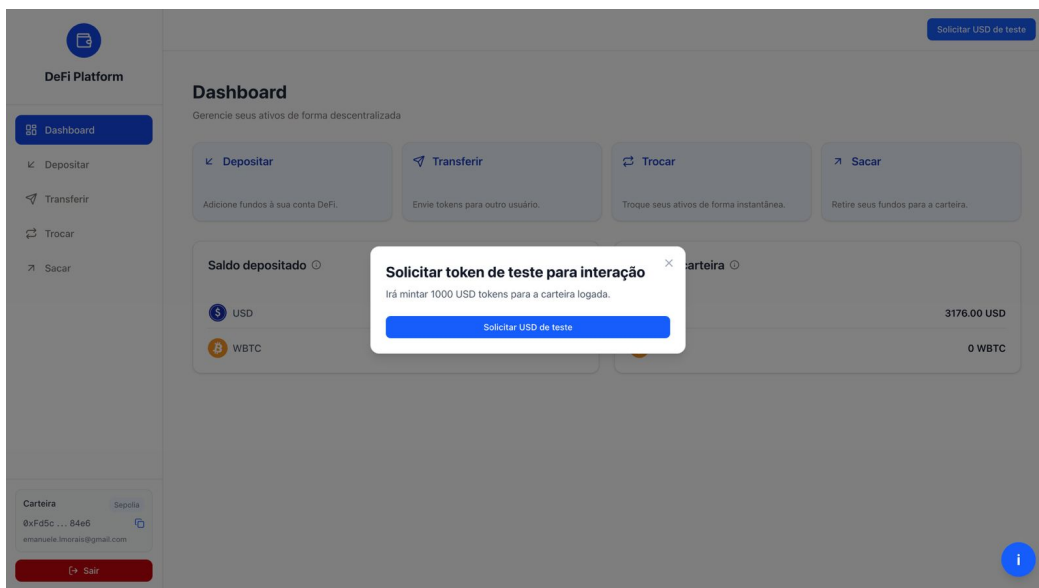 Solicitar USD de teste
DeFi Platform
Dashboard
Depositar
Transferir
Trocar
Sacar
Dashboard
Gerencie seus ativos de forma descentralizada
Depositar
Adicione fundos à sua conta DeFi.
Transferir
Envie tokens para outro usuário.
Trocar
Troque seus ativos de forma instantânea.
Sacar
Retire seus fundos para a carteira.
Saldo depositado
USD
WBTC
carteira
3176.00 USD
0 WBTC
Solicitar token de teste para interação
Irá mintar 1000 USD tokens para a carteira logada.
Solicitar USD de teste
Carteira
Sepolia
0xFd5c ... 84e6
emanuele.lmorais@gmail.com
Sair
i